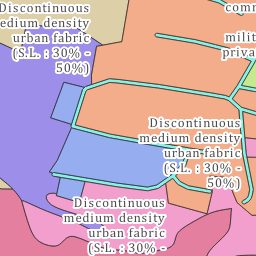 Discontinuous
medium density
urban fabric
(S.L. : 30% -
50%)
comm
milit
priva
Discontinuous
medium density
urban fabric
(S.L. : 30% -
50%)
Discontinuous
medium density
urban fabric
(S.L. : 30% -